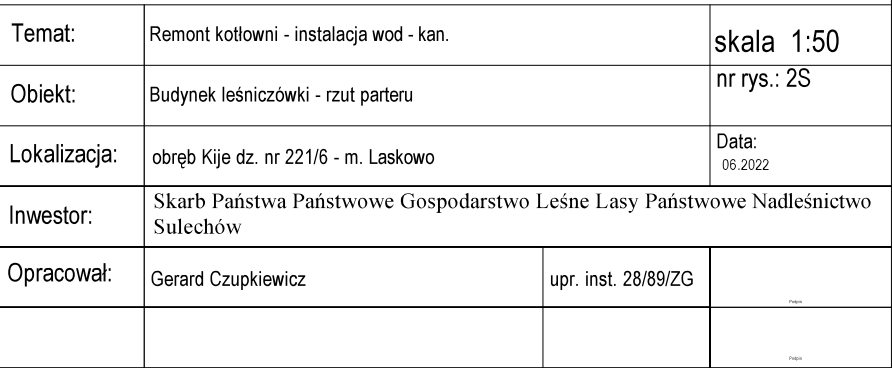 Temat: Remont kotłowni - instalacja wod - kan. skala 1:50
nr rys.: 2S
Obiekt: Budynek leśniczówki - rzut parteru
Lokalizacja: obręb Kije dz. nr 221/6 - m. Laskowo
Data:
06.2022
Inwestor: Skarb Państwa Państwowe Gospodarstwo Leśne Lasy Państwowe Nadleśnictwo
Sulechów
Opracował: Gerard Czupkiewicz upr. inst. 28/89/ZG
Podpis
Podpis